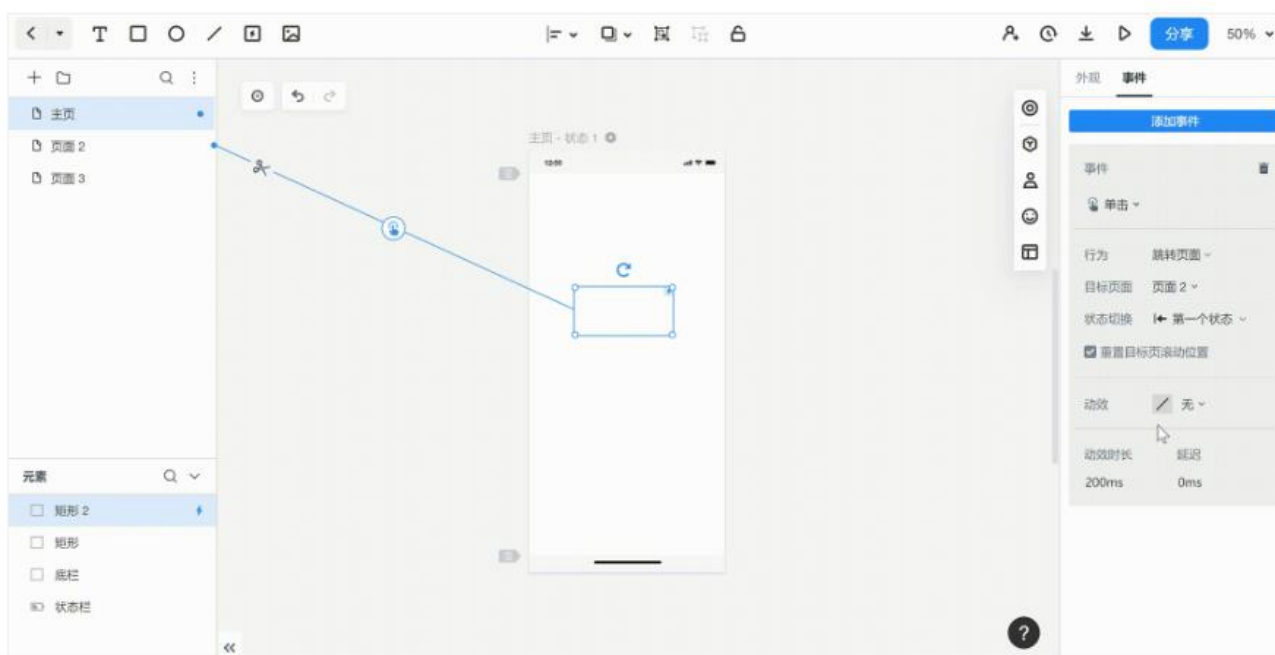 T 分享 50%
主页
页面 2
页面 3
主页 - 状态 1
12:00
外观 事件
添加事件
事件
单击
行为 跳转页面
目标页面 页面 2
状态切换 第一个状态
重置目标页滚动位置
动效 无
动效时长 延迟
200ms 0ms
元素
矩形 2
矩形
底栏
状态栏
?